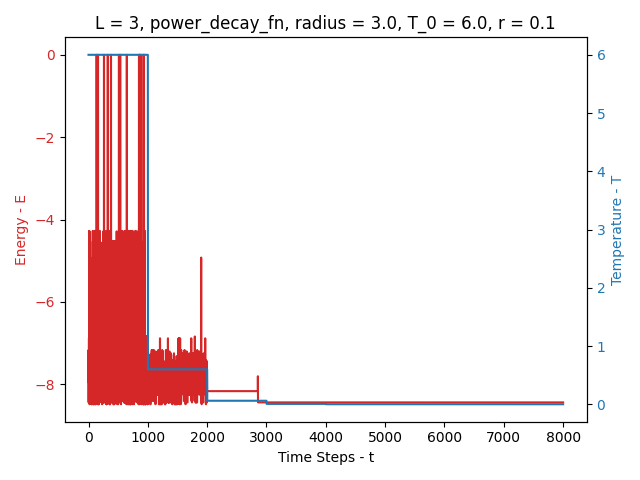 L = 3, power_decay_fn, radius = 3.0, T_0 = 6.0, r = 0.1
0
−2
−4
−6
−8
Energy - E
6
5
4
3
2
1
0
Temperature - T
0 1000 2000 3000 4000 5000 6000 7000 8000
Time Steps - t